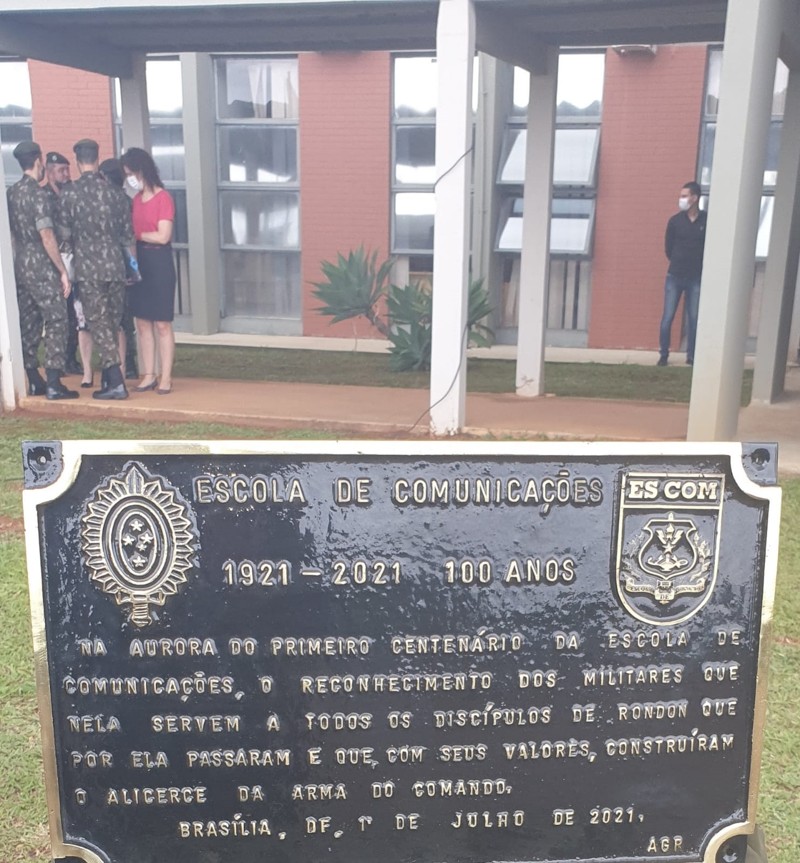 ESCOLA DE COMUNICAÇÕES
ES COM
1921 - 2021 100 ANOS
NA AURORA DO PRIMEIRO CENTENÁRIO DA ESCOLA DE
COMUNICAÇÕES, O RECONHECIMENTO DOS MILITARES QUE
NELA SERVEM A TODOS OS DISCÍPULOS DE RONDON QUE
POR ELA PASSARAM E QUE, COM SEUS VALORES, CONSTRUÍRAM
O ALICERCE DA ARMA DO COMANDO.
BRASÍLIA, DF, 1º DE JULHO DE 2021.
AGR